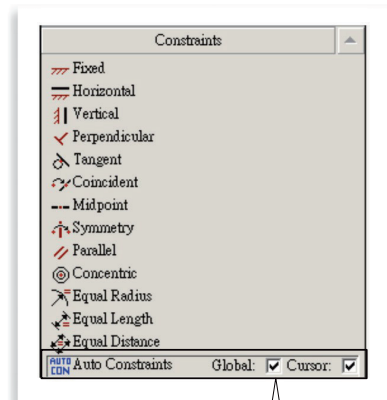 Constraints
Fixed
Horizontal
Vertical
Perpendicular
Tangent
Coincident
Midpoint
Symmetry
Parallel
Concentric
Equal Radius
Equal Length
Equal Distance
AUTO CON Auto Constraints Global: Cursor: